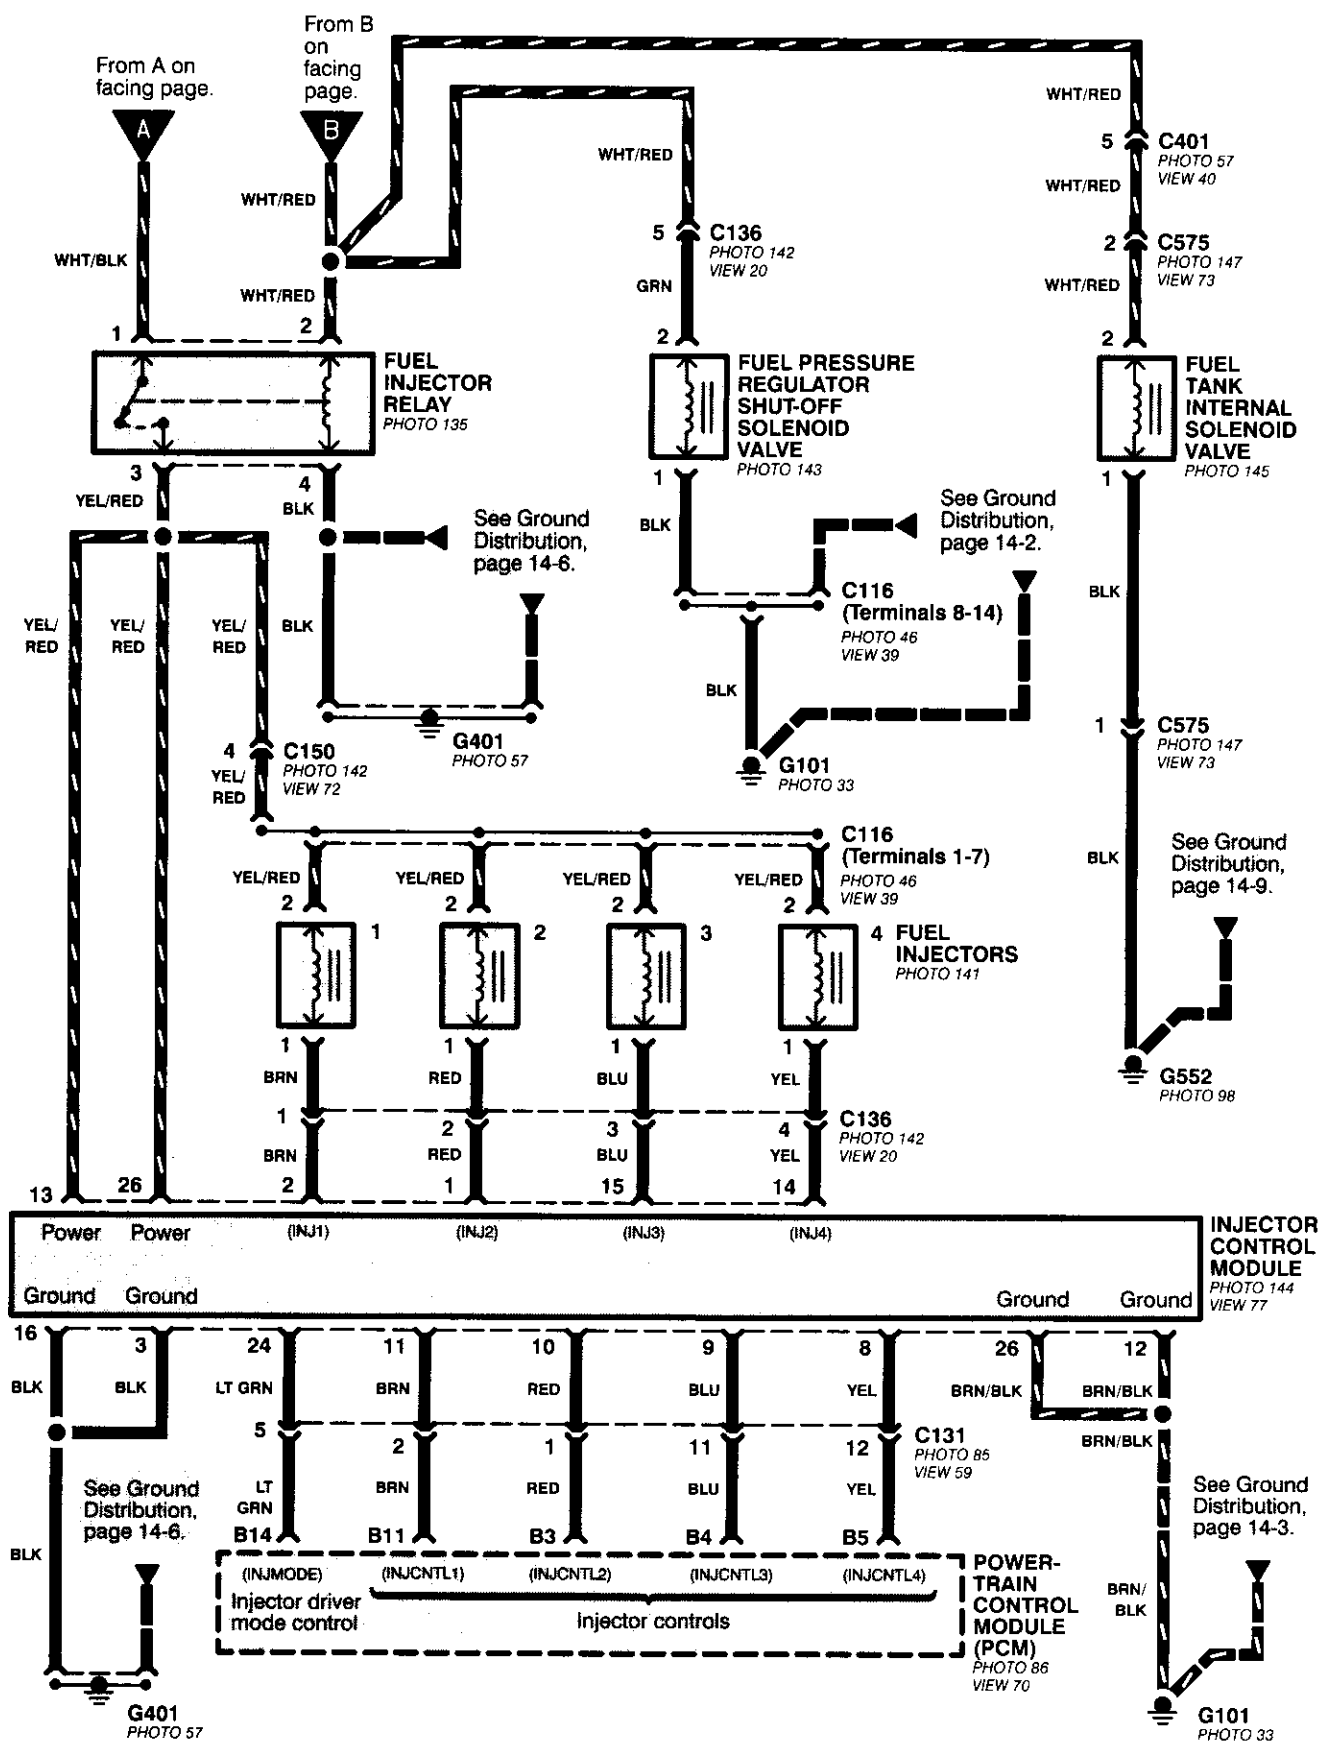 From A on
facing page.
A
From B
on
facing
page.
B
WHT/RED
WHT/BLK
WHT/RED
WHT/RED
5
C136
PHOTO 142
VIEW 20
GRN
WHT/RED
5
C401
PHOTO 57
VIEW 40
WHT/RED
2
C575
PHOTO 147
VIEW 73
WHT/RED
1
2
FUEL
INJECTOR
RELAY
PHOTO 135
2
FUEL PRESSURE
REGULATOR
SHUT-OFF
SOLENOID
VALVE
PHOTO 143
2
FUEL
TANK
INTERNAL
SOLENOID
VALVE
PHOTO 145
3
YEL/RED
4
BLK
See Ground
Distribution,
page 14-6.
1
BLK
See Ground
Distribution,
page 14-2.
1
BLK
C116
(Terminals 8-14)
PHOTO 46
VIEW 39
YEL/
RED
YEL/
RED
YEL/
RED
BLK
BLK
G401
PHOTO 57
G101
PHOTO 33
1
C575
PHOTO 147
VIEW 73
4
C150
PHOTO 142
VIEW 72
YEL/
RED
C116
(Terminals 1-7)
PHOTO 46
VIEW 39
BLK
See Ground
Distribution,
page 14-9.
YEL/RED
YEL/RED
YEL/RED
YEL/RED
2
2
2
2
1
2
3
4
FUEL
INJECTORS
PHOTO 141
1
1
1
1
BRN
RED
BLU
YEL
G552
PHOTO 98
1
2
3
4
C136
PHOTO 142
VIEW 20
BRN
RED
BLU
YEL
13
26
2
1
15
14
Power
Power
(INJ1)
(INJ2)
(INJ3)
(INJ4)
INJECTOR
CONTROL
MODULE
PHOTO 144
VIEW 77
Ground
Ground
Ground
Ground
16
3
24
11
10
9
8
26
12
BLK
BLK
LT GRN
BRN
RED
BLU
YEL
BRN/BLK
BRN/BLK
5
2
1
11
12
C131
PHOTO 85
VIEW 59
BRN/BLK
See Ground
Distribution,
page 14-6.
LT
GRN
BRN
RED
BLU
YEL
See Ground
Distribution,
page 14-3.
BLK
B14
B11
B3
B4
B5
(INJMODE)
(INJCNTL1)
(INJCNTL2)
(INJCNTL3)
(INJCNTL4)
Injector driver
mode control
Injector controls
POWER-
TRAIN
CONTROL
MODULE
(PCM)
PHOTO 86
VIEW 70
BRN/
BLK
G401
PHOTO 57
G101
PHOTO 33